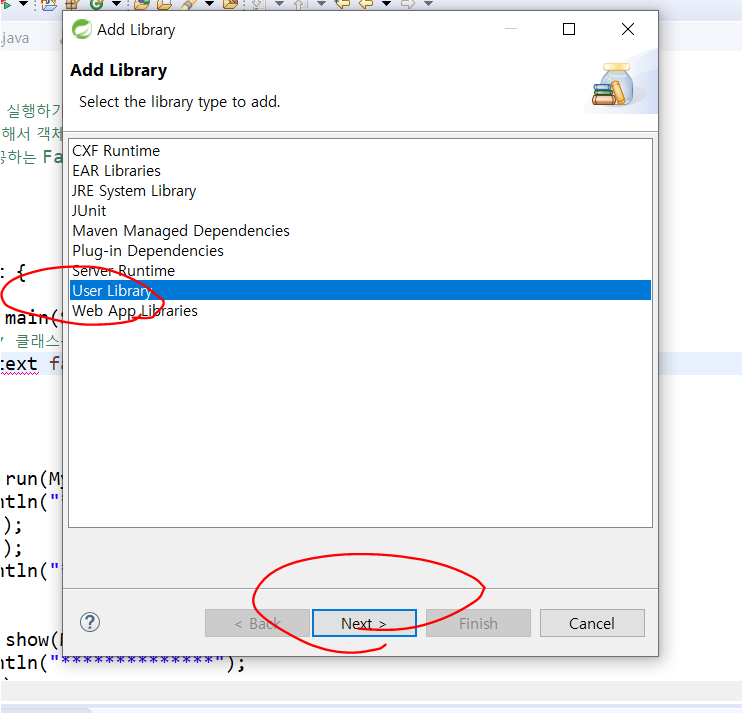 .java
Add Library
Add Library
Select the library type to add.
실행하기
해서 객체
공하는 Fa
CXF Runtime
EAR Libraries
JRE System Library
JUnit
Maven Managed Dependencies
Plug-in Dependencies
Server Runtime
User Library
Web App Libraries
{
main(
클래스
text fa
run(My
ntln("
);
);
ntln("
show(
ntln("**************");
?
< Back
Next >
Finish
Cancel